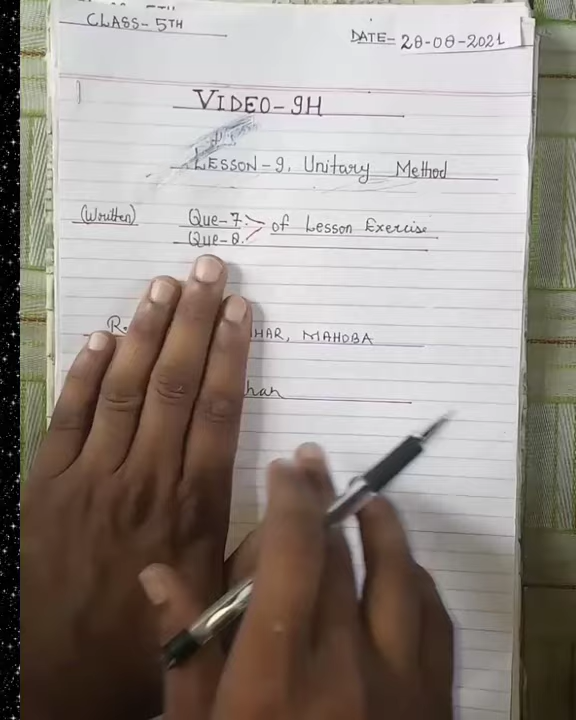 CLASS- 5TH
DATE- 28-08-2021
VIDEO-9H
LESSON-9, Unitary Method
(Written) Que-7 of Lesson Exercise
Que-8.
R. HAR, MAHOBA
han